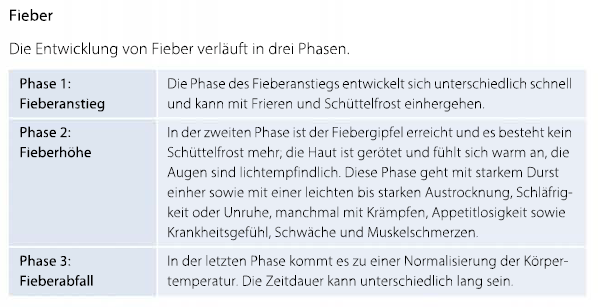 Fieber
Die Entwicklung von Fieber verläuft in drei Phasen.
Phase 1:
Fieberanstieg
Die Phase des Fieberanstiegs entwickelt sich unterschiedlich schnell
und kann mit Frieren und Schüttelfrost einhergehen.
Phase 2:
Fieberhöhe
In der zweiten Phase ist der Fiebergipfel erreicht und es besteht kein
Schüttelfrost mehr; die Haut ist gerötet und fühlt sich warm an, die
Augen sind lichtempfindlich. Diese Phase geht mit starkem Durst
einher sowie mit einer leichten bis starken Austrocknung, Schläfrig-
keit oder Unruhe, manchmal mit Krämpfen, Appetitlosigkeit sowie
Krankheitsgefühl, Schwäche und Muskelschmerzen.
Phase 3:
Fieberabfall
In der letzten Phase kommt es zu einer Normalisierung der Körper-
temperatur. Die Zeitdauer kann unterschiedlich lang sein.